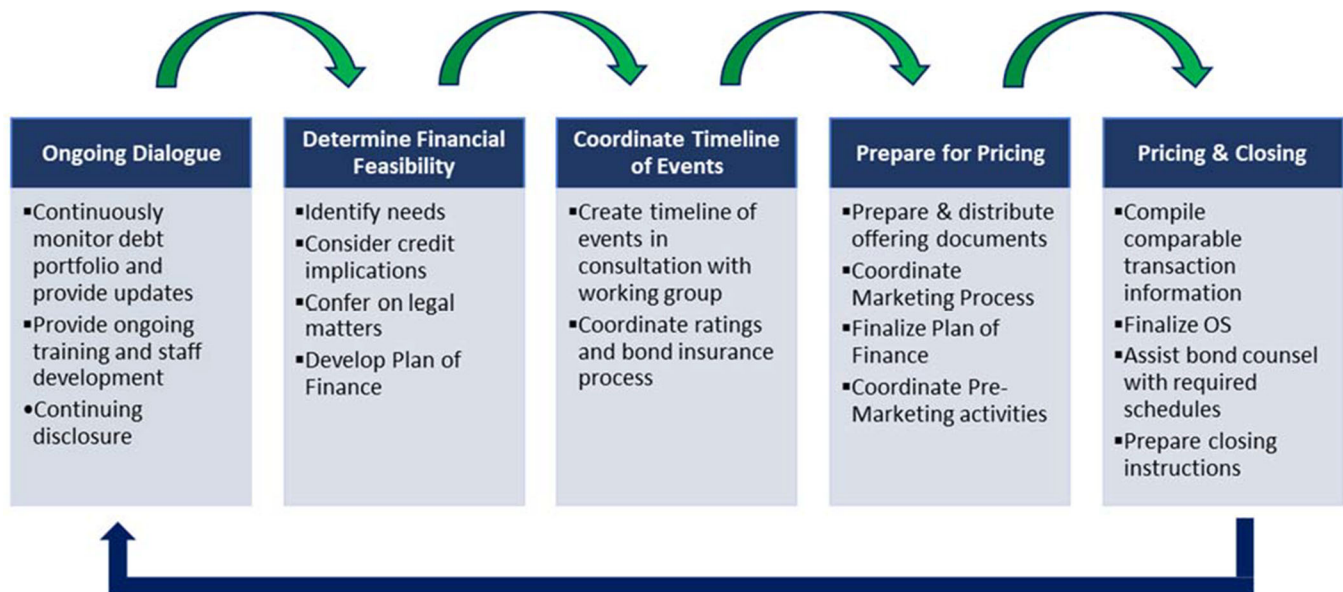 Ongoing Dialogue
▪Continuously
monitor debt
portfolio and
provide updates
▪Provide ongoing
training and staff
development
•Continuing
disclosure
Determine Financial
Feasibility
▪Identify needs
▪Consider credit
implications
▪Confer on legal
matters
▪Develop Plan of
Finance
Coordinate Timeline
of Events
▪Create timeline of
events in
consultation with
working group
▪Coordinate ratings
and bond insurance
process
Prepare for Pricing
▪Prepare & distribute
offering documents
▪Coordinate
Marketing Process
▪Finalize Plan of
Finance
▪Coordinate Pre-
Marketing activities
Pricing & Closing
▪Compile
comparable
transaction
information
▪Finalize OS
▪Assist bond counsel
with required
schedules
▪Prepare closing
instructions